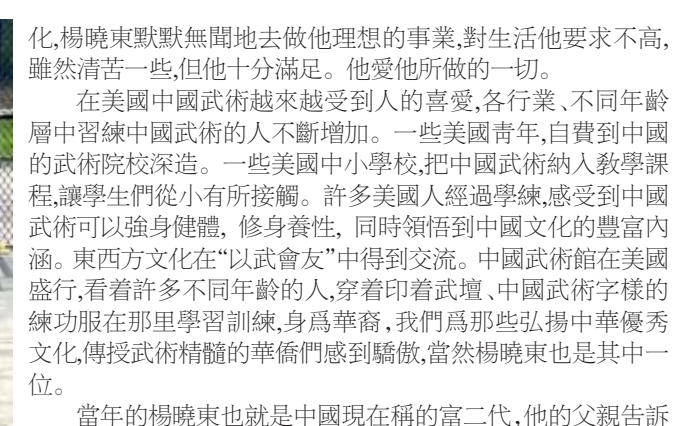 化,楊曉東默默無聞地去做他理想的事業,對生活他要求不高,
雖然清苦一些,但他十分滿足。他愛他所做的一切。
在美國中國武術越來越受到人的喜愛,各行業、不同年齡
層中習練中國武術的人不斷增加。一些美國青年,自費到中國
的武術院校深造。一些美國中小學校,把中國武術納入教學課
程,讓學生們從小有所接觸。許多美國人經過學練,感受到中國
武術可以強身健體, 修身養性, 同時領悟到中國文化的豐富內
涵。東西方文化在“以武會友”中得到交流。中國武術館在美國
盛行,看着許多不同年齡的人,穿着印着武壇、中國武術字樣的
練功服在那里學習訓練,身爲華裔,我們爲那些弘揚中華優秀
文化,傳授武術精髓的華僑們感到驕傲,當然楊曉東也是其中一
位。
當年的楊曉東也就是中國現在稱的富二代,他的父親告訴